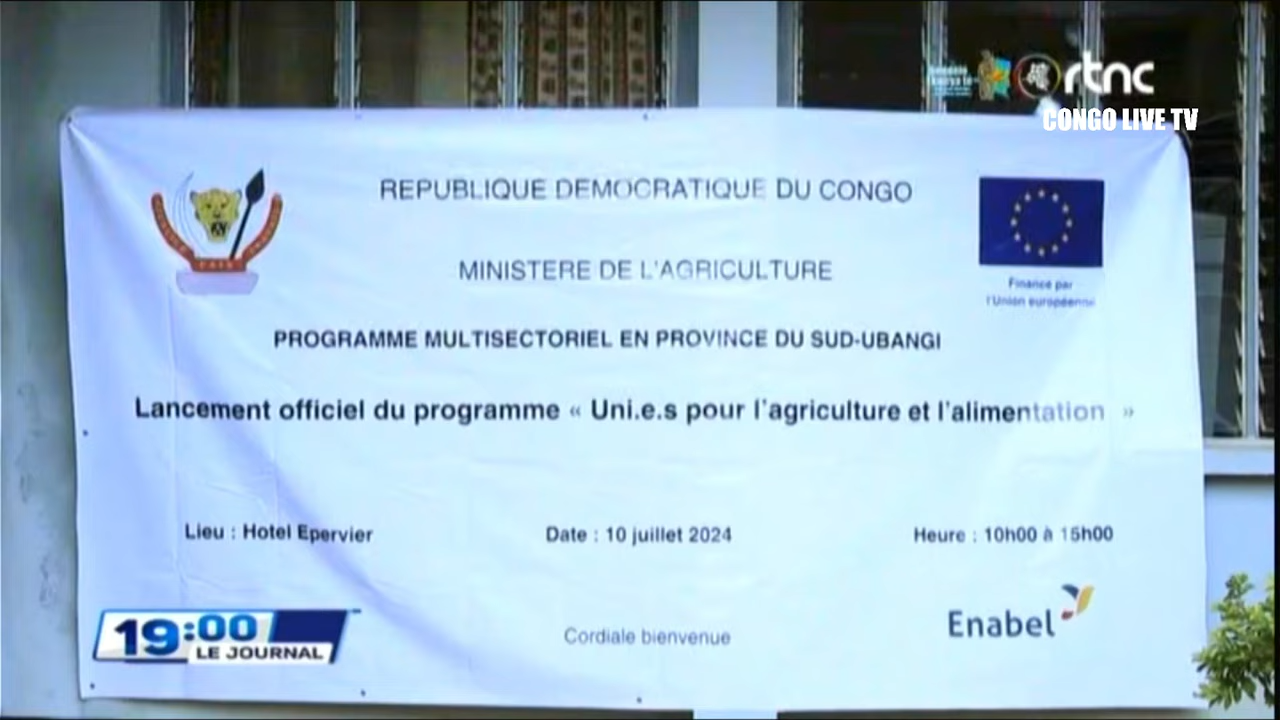 rtnc
CONGO LIVE TV
REPUBLIQUE DEMOCRATIQUE DU CONGO
MINISTERE DE L'AGRICULTURE
Financé par
l'Union européenne
PROGRAMME MULTISECTORIEL EN PROVINCE DU SUD-UBANGI
Lancement officiel du programme « Uni.e.s pour l'agriculture et l'alimentation »
Lieu : Hotel Epervier
Date : 10 juillet 2024
Heure : 10h00 à 15h00
Enabel
Cordiale bienvenue
19:00
LE JOURNAL